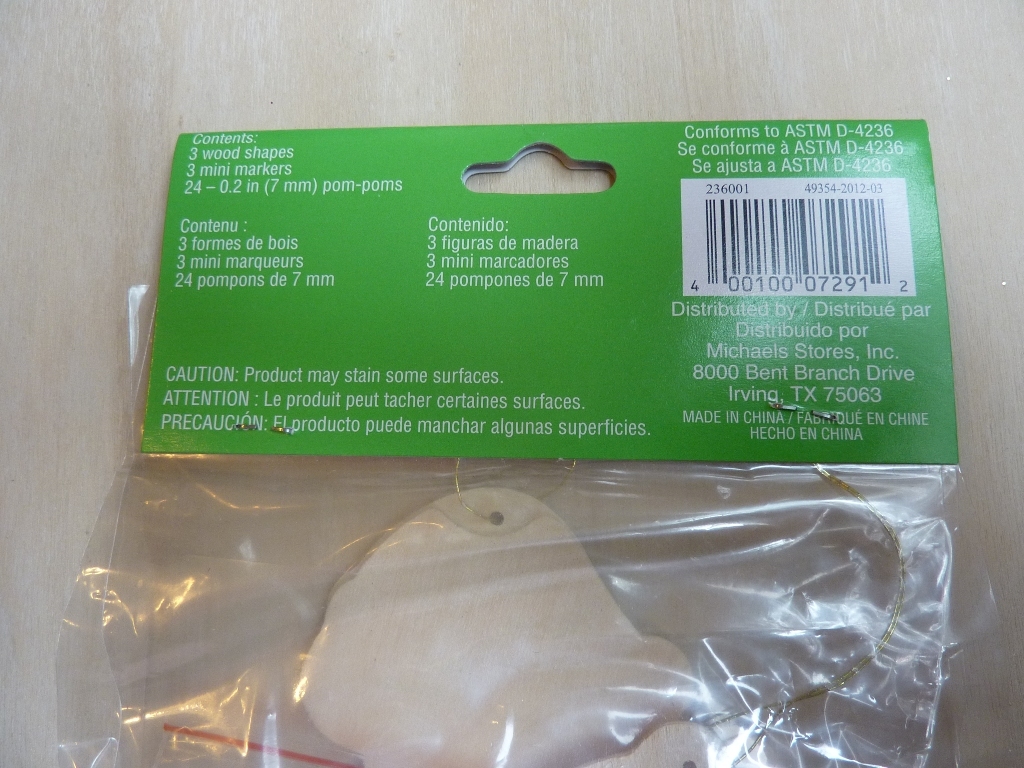 Contents:
3 wood shapes
3 mini markers
24 – 0.2 in (7 mm) pom-poms
Contenu :
3 formes de bois
3 mini marqueurs
24 pompons de 7 mm
Contenido:
3 figuras de madera
3 mini marcadores
24 pompones de 7 mm
CAUTION: Product may stain some surfaces.
ATTENTION : Le produit peut tacher certaines surfaces.
PRECAUCIÓN: El producto puede manchar algunas superficies.
Conforms to ASTM D-4236
Se conforme à ASTM D-4236
Se ajusta a ASTM D-4236
236001 49354-2012-03
4 00100 07291 2
Distributed by / Distribué par
Distribuido por
Michaels Stores, Inc.
8000 Bent Branch Drive
Irving, TX 75063
MADE IN CHINA / FABRIQUÉ EN CHINE
HECHO EN CHINA